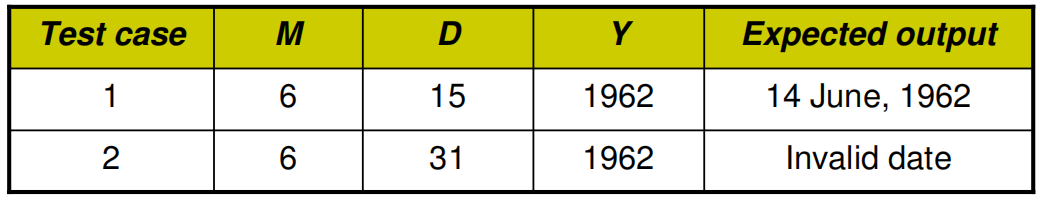 Test case M D Y Expected output
1 6 15 1962 14 June, 1962
2 6 31 1962 Invalid date